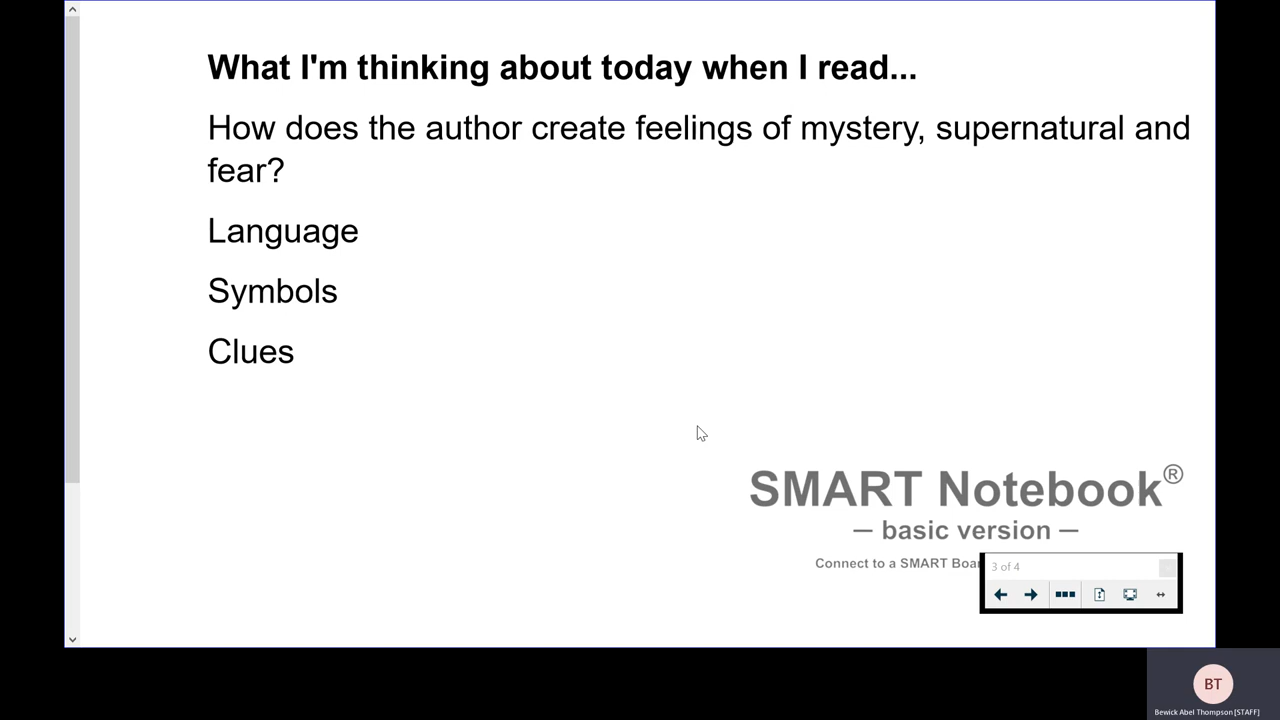 What I'm thinking about today when I read...
How does the author create feelings of mystery, supernatural and
fear?
Language
Symbols
Clues
SMART Notebook®
— basic version —
Connect to a SMART
3 of 4
BT
Bewick Abel Thompson [STAFF]